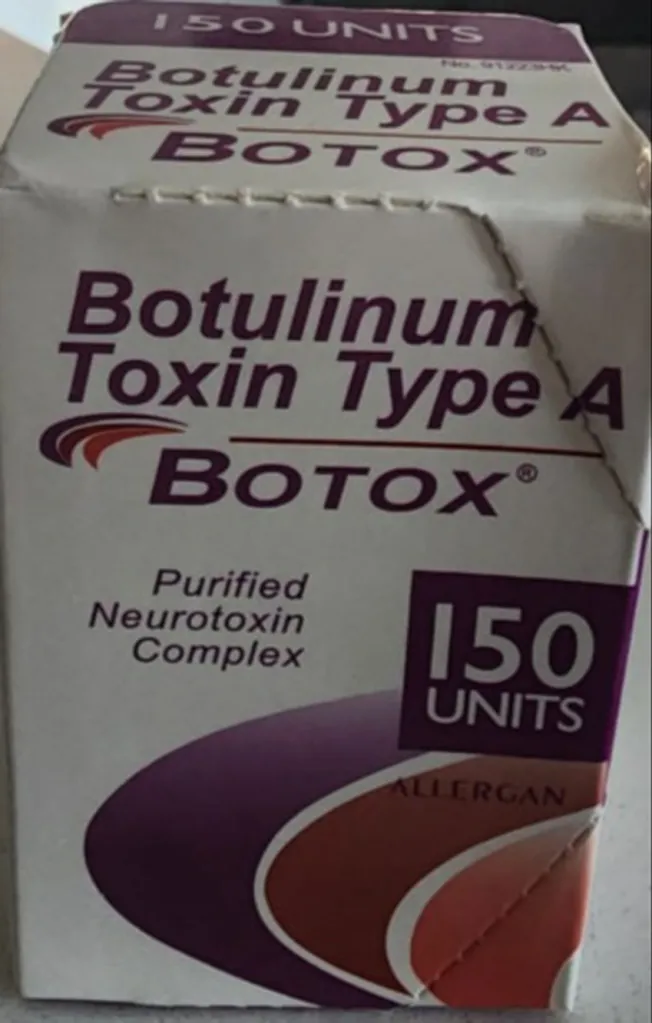 150 UNITS
Botulinum
Toxin Type A
BOTOX®
Botulinum
Toxin Type A
BOTOX®
Purified
Neurotoxin
Complex
150
UNITS
ALLERGAN